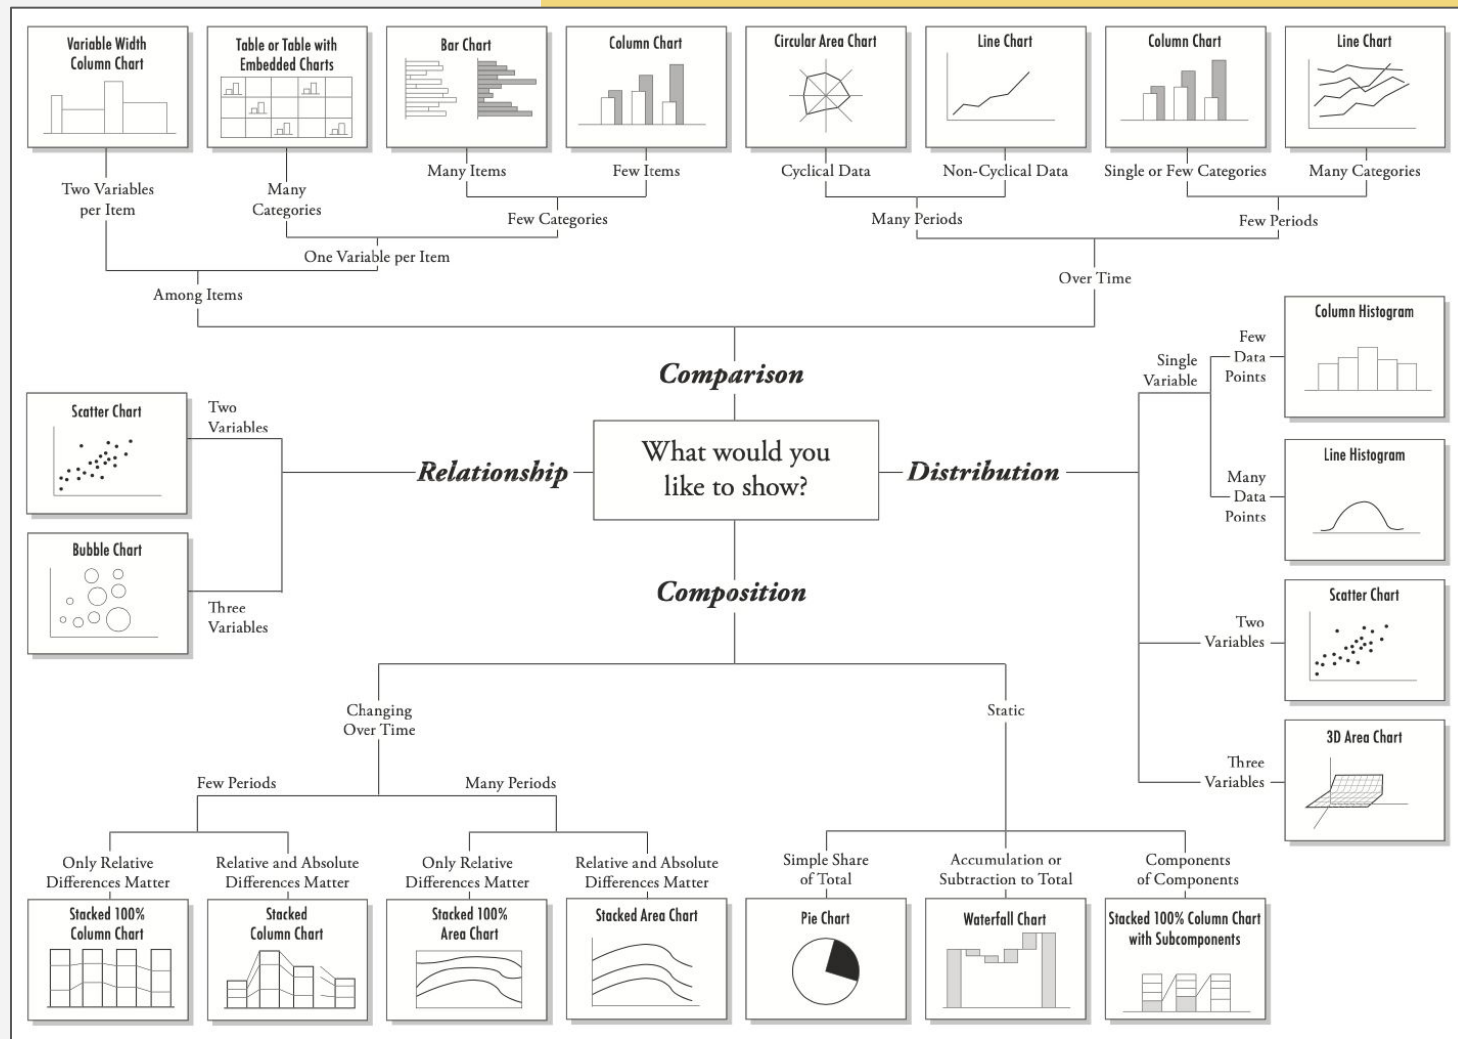 Variable Width
Column Chart
Table or Table with
Embedded Charts
Bar Chart
Column Chart
Circular Area Chart
Line Chart
Column Chart
Line Chart
Two Variables
per Item
Many
Categories
Many Items
Few Items
Cyclical Data
Non-Cyclical Data
Single or Few Categories
Many Categories
Few Categories
Many Periods
Few Periods
One Variable per Item
Among Items
Over Time
Comparison
What would you
like to show?
Relationship
Two
Variables
Scatter Chart
Three
Variables
Bubble Chart
Distribution
Single
Variable
Few
Data
Points
Column Histogram
Many
Data
Points
Line Histogram
Two
Variables
Scatter Chart
Three
Variables
3D Area Chart
Composition
Changing
Over Time
Static
Few Periods
Many Periods
Only Relative
Differences Matter
Relative and Absolute
Differences Matter
Only Relative
Differences Matter
Relative and Absolute
Differences Matter
Simple Share
of Total
Accumulation or
Subtraction to Total
Components
of Components
Stacked 100%
Column Chart
Stacked
Column Chart
Stacked 100%
Area Chart
Stacked Area Chart
Pie Chart
Waterfall Chart
Stacked 100% Column Chart
with Subcomponents